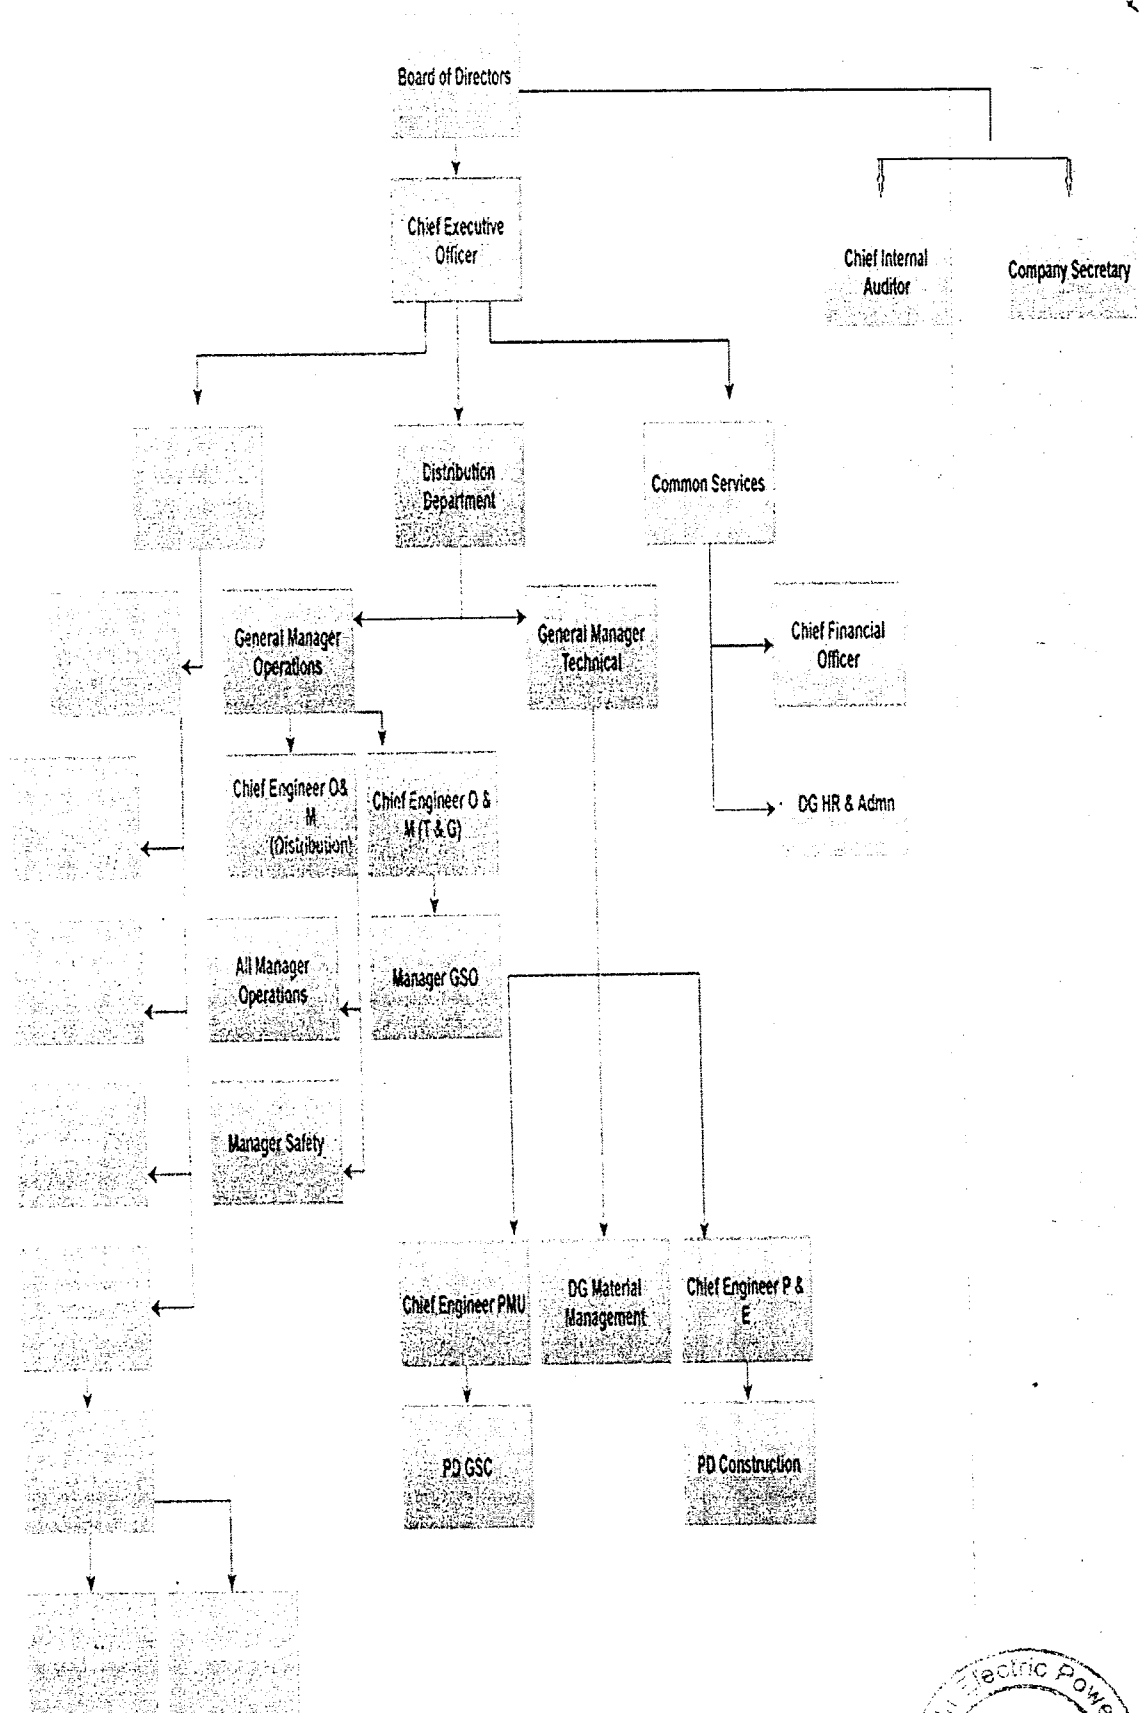 Board of Directors
Chief Executive
Officer
Chief Internal
Auditor
Company Secretary
Distribution
Department
Common Services
General Manager
Operations
General Manager
Technical
Chief Financial
Officer
Chief Engineer O&
M
(Distribution)
Chief Engineer O &
M (T & G)
DG HR & Admn
All Manager
Operations
Manager GSO
Manager Safety
Chief Engineer PMU
DG Material
Management
Chief Engineer P &
E
PD GSC
PD Construction
Electric Powe